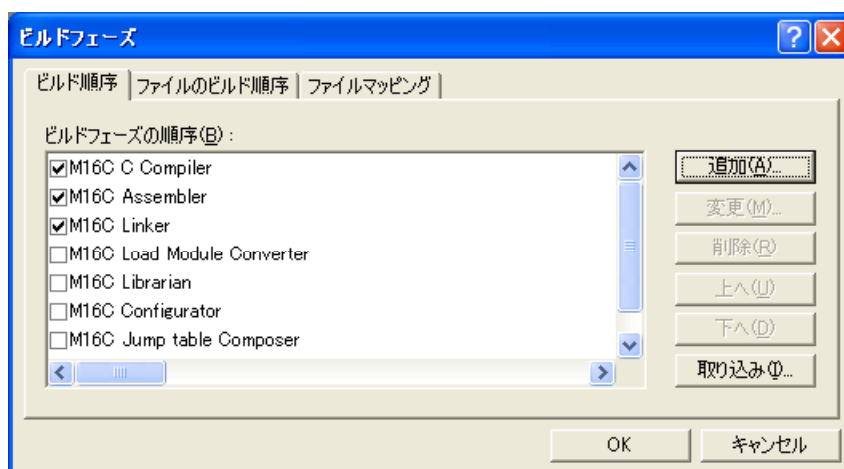 ビルドフェーズ
ビルド順序 ファイルのビルド順序 ファイルマッピング
ビルドフェーズの順序(B) :
M16C C Compiler
M16C Assembler
M16C Linker
M16C Load Module Converter
M16C Librarian
M16C Configurator
M16C Jump table Composer
追加(A)...
変更(M)...
削除(R)
上へ(U)
下へ(D)
取り込み(I)...
OK キャンセル